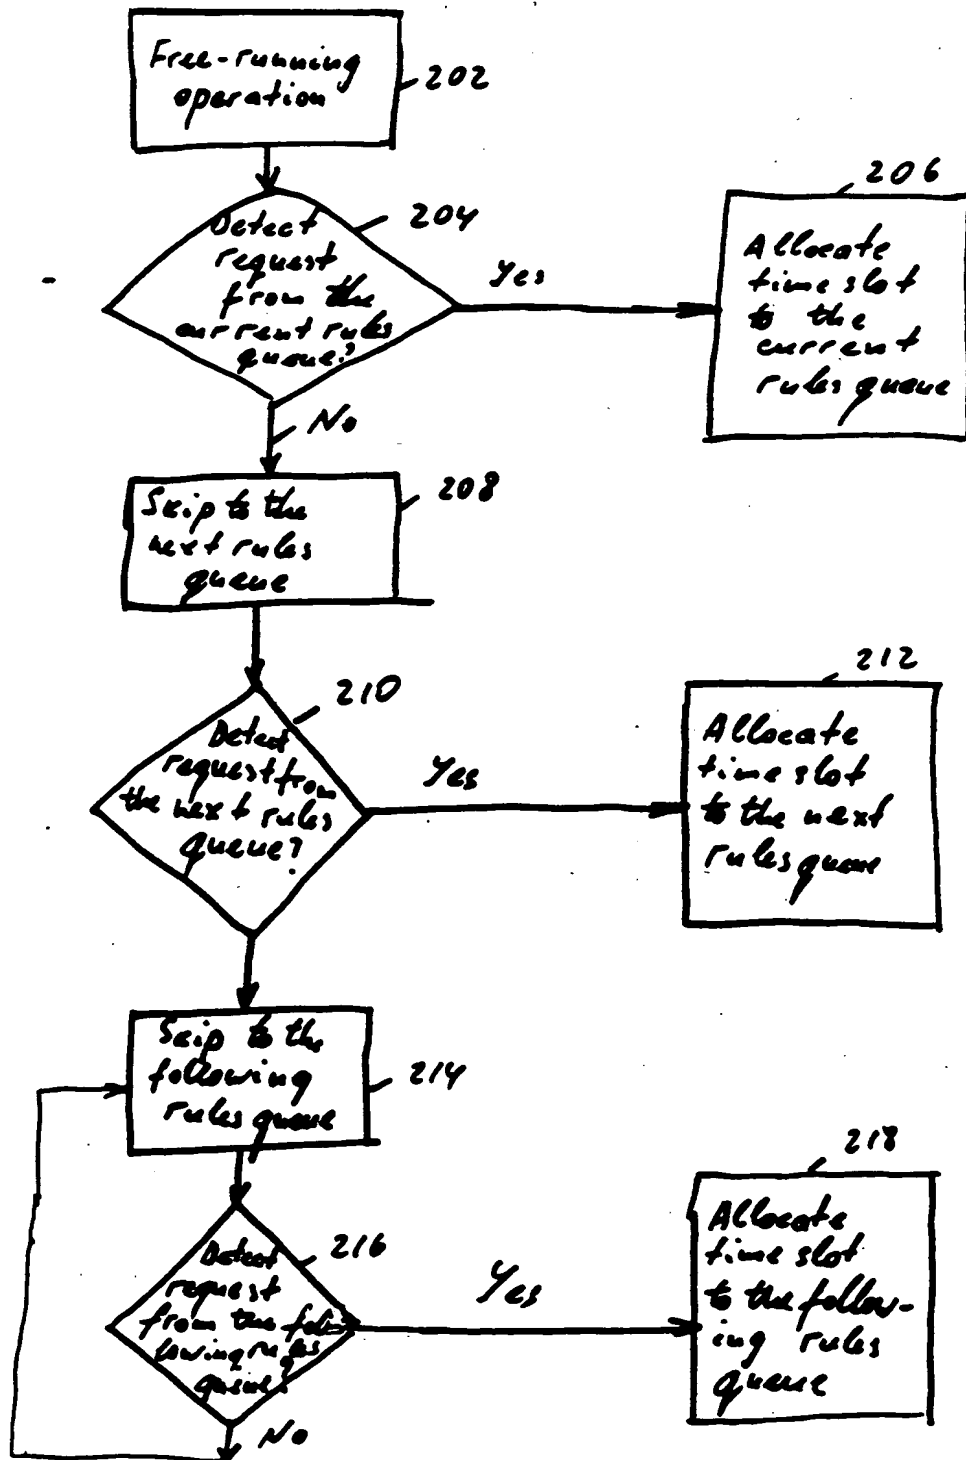 Free-running
operation
202
Detect
request
from the
current rules
queue?
204
Yes
206
Allocate
time slot
to the
current
rules queue
No
Skip to the
next rules
queue
208
Detect
request from
the next rules
queue?
210
Yes
212
Allocate
time slot
to the next
rules queue
Skip to the
following
rules queue
214
Detect
request
from the fol-
lowing rules
queue?
216
Yes
218
Allocate
time slot
to the follow-
ing rules
queue
No